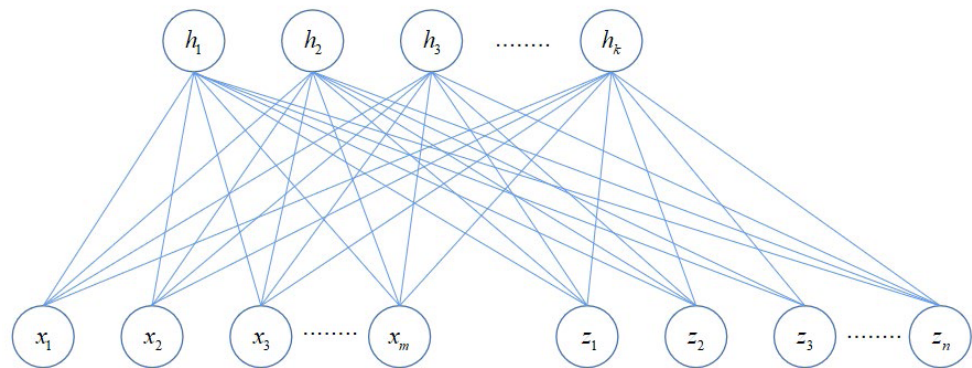 h₁ h₂ h₃ ........ hₖ
x₁ x₂ x₃ ........ xₘ z₁ z₂ z₃ ........ zₙ